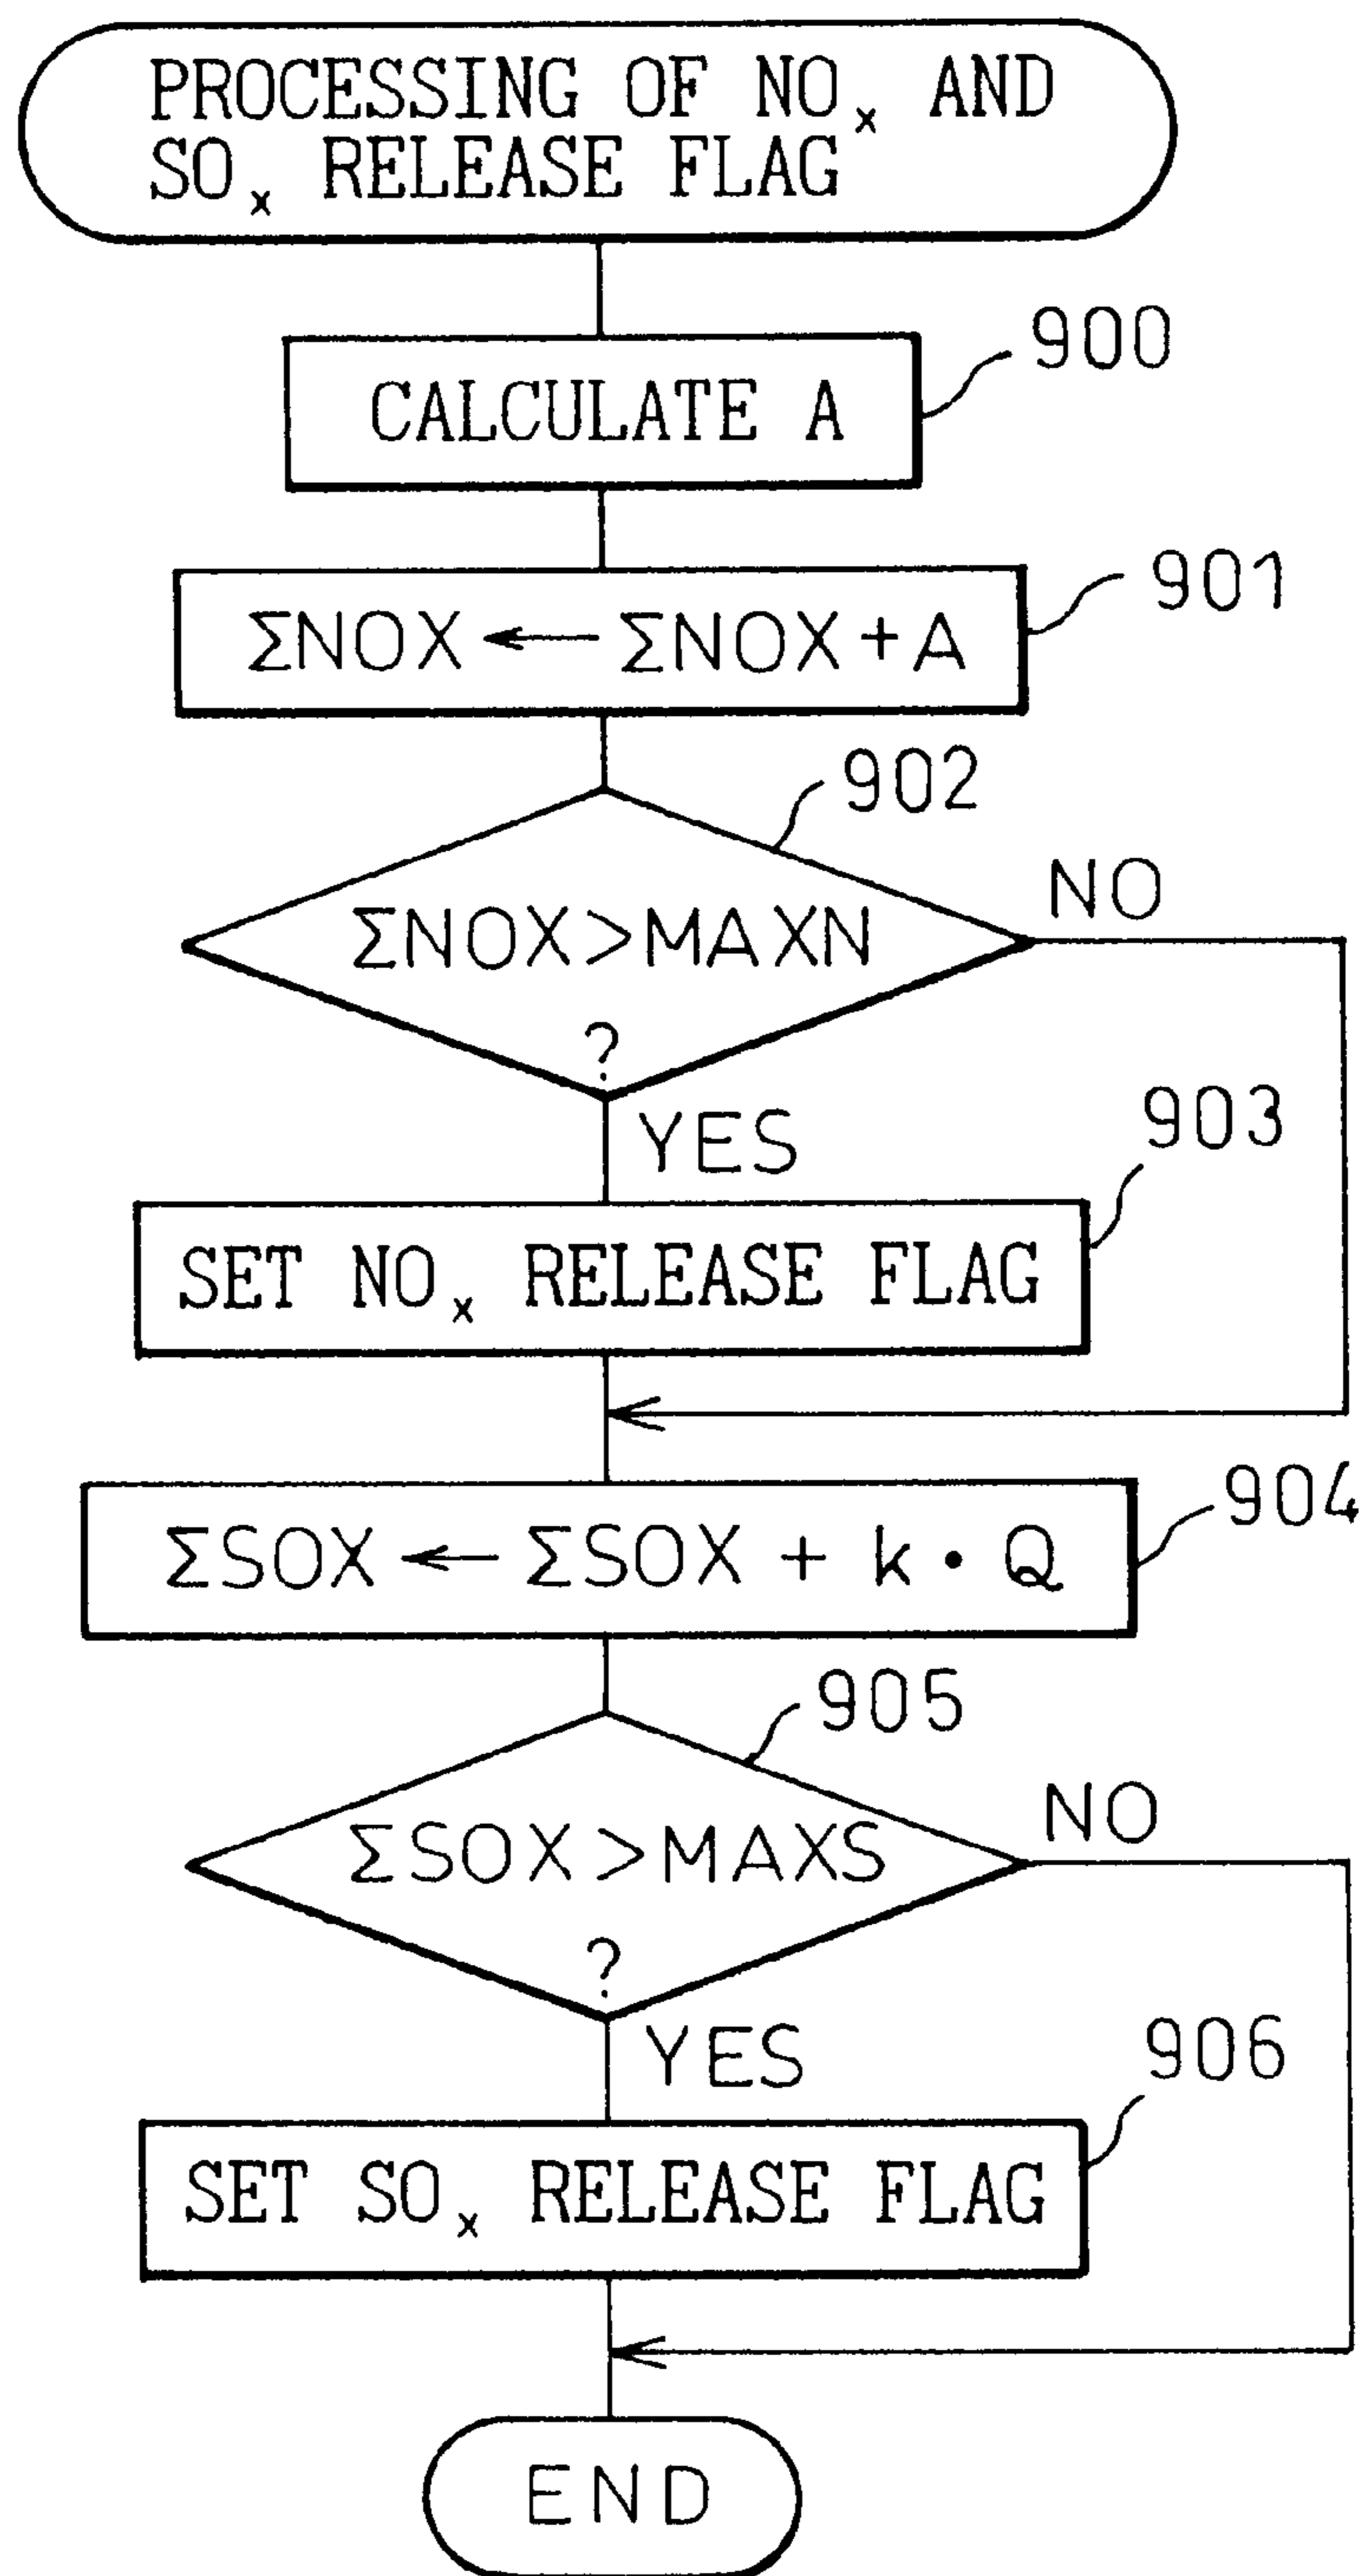 PROCESSING OF NOₓ AND
SOₓ RELEASE FLAG
900
CALCULATE A
901
ΣNOX ← ΣNOX + A
902
ΣNOX > MAXN
?
NO
YES
903
SET NOₓ RELEASE FLAG
904
ΣSOX ← ΣSOX + k • Q
905
ΣSOX > MAXS
?
NO
YES
906
SET SOₓ RELEASE FLAG
END